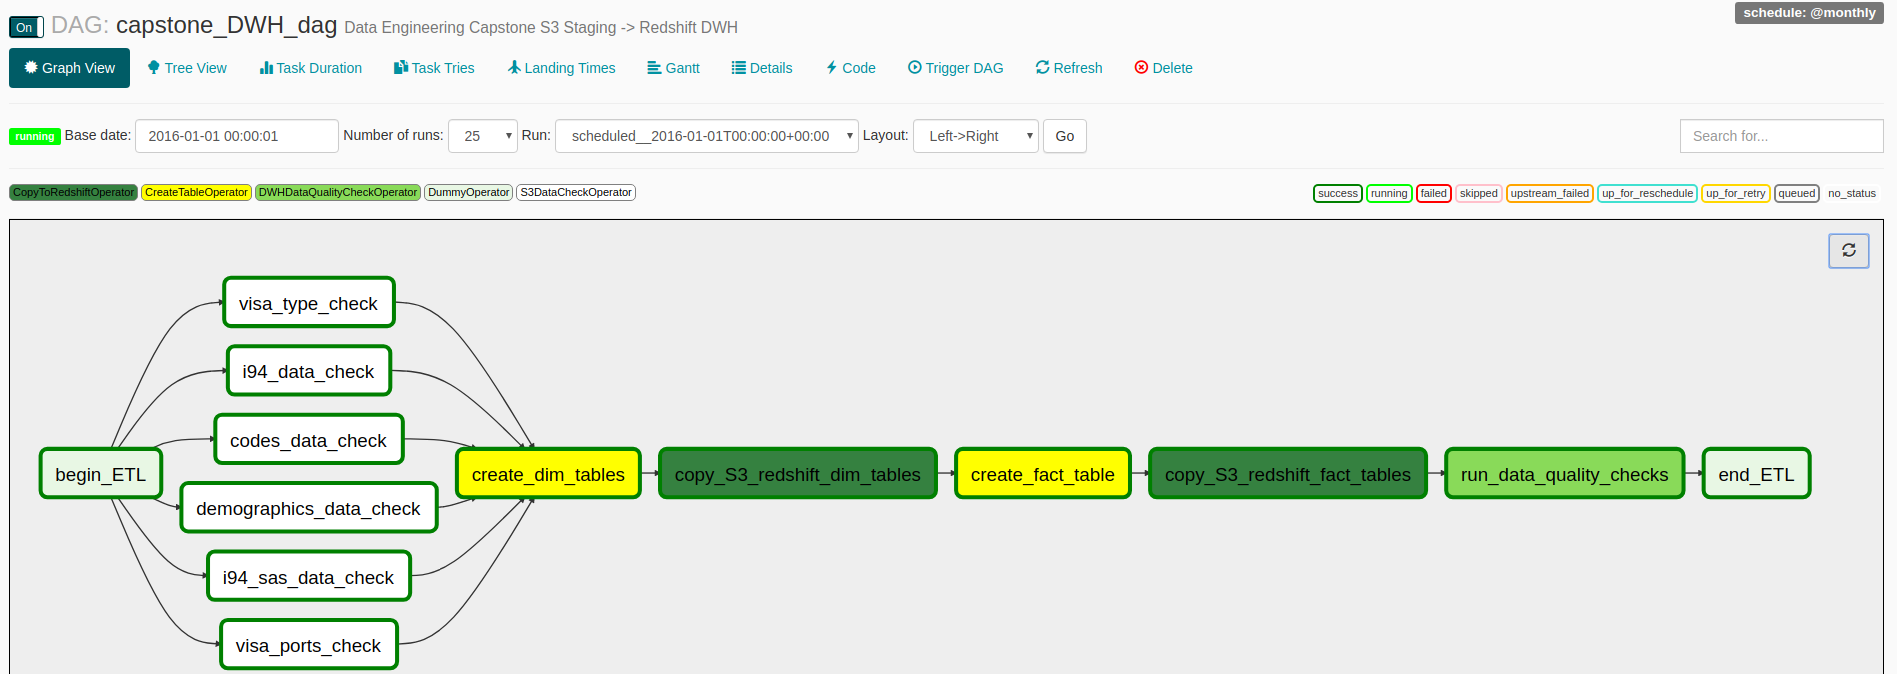 On DAG: capstone_DWH_dag Data Engineering Capstone S3 Staging -> Redshift DWH schedule: @monthly
Graph View Tree View Task Duration Task Tries Landing Times Gantt Details Code Trigger DAG Refresh Delete
running Base date: 2016-01-01 00:00:01 Number of runs: 25 Run: scheduled__2016-01-01T00:00:00+00:00 Layout: Left->Right Go Search for...
CopyToRedshiftOperator CreateTableOperator DWHDataQualityCheckOperator DummyOperator S3DataCheckOperator success running failed skipped upstream_failed up_for_reschedule up_for_retry queued no_status
visa_type_check
i94_data_check
codes_data_check
begin_ETL create_dim_tables copy_S3_redshift_dim_tables create_fact_table copy_S3_redshift_fact_tables run_data_quality_checks end_ETL
demographics_data_check
i94_sas_data_check
visa_ports_check